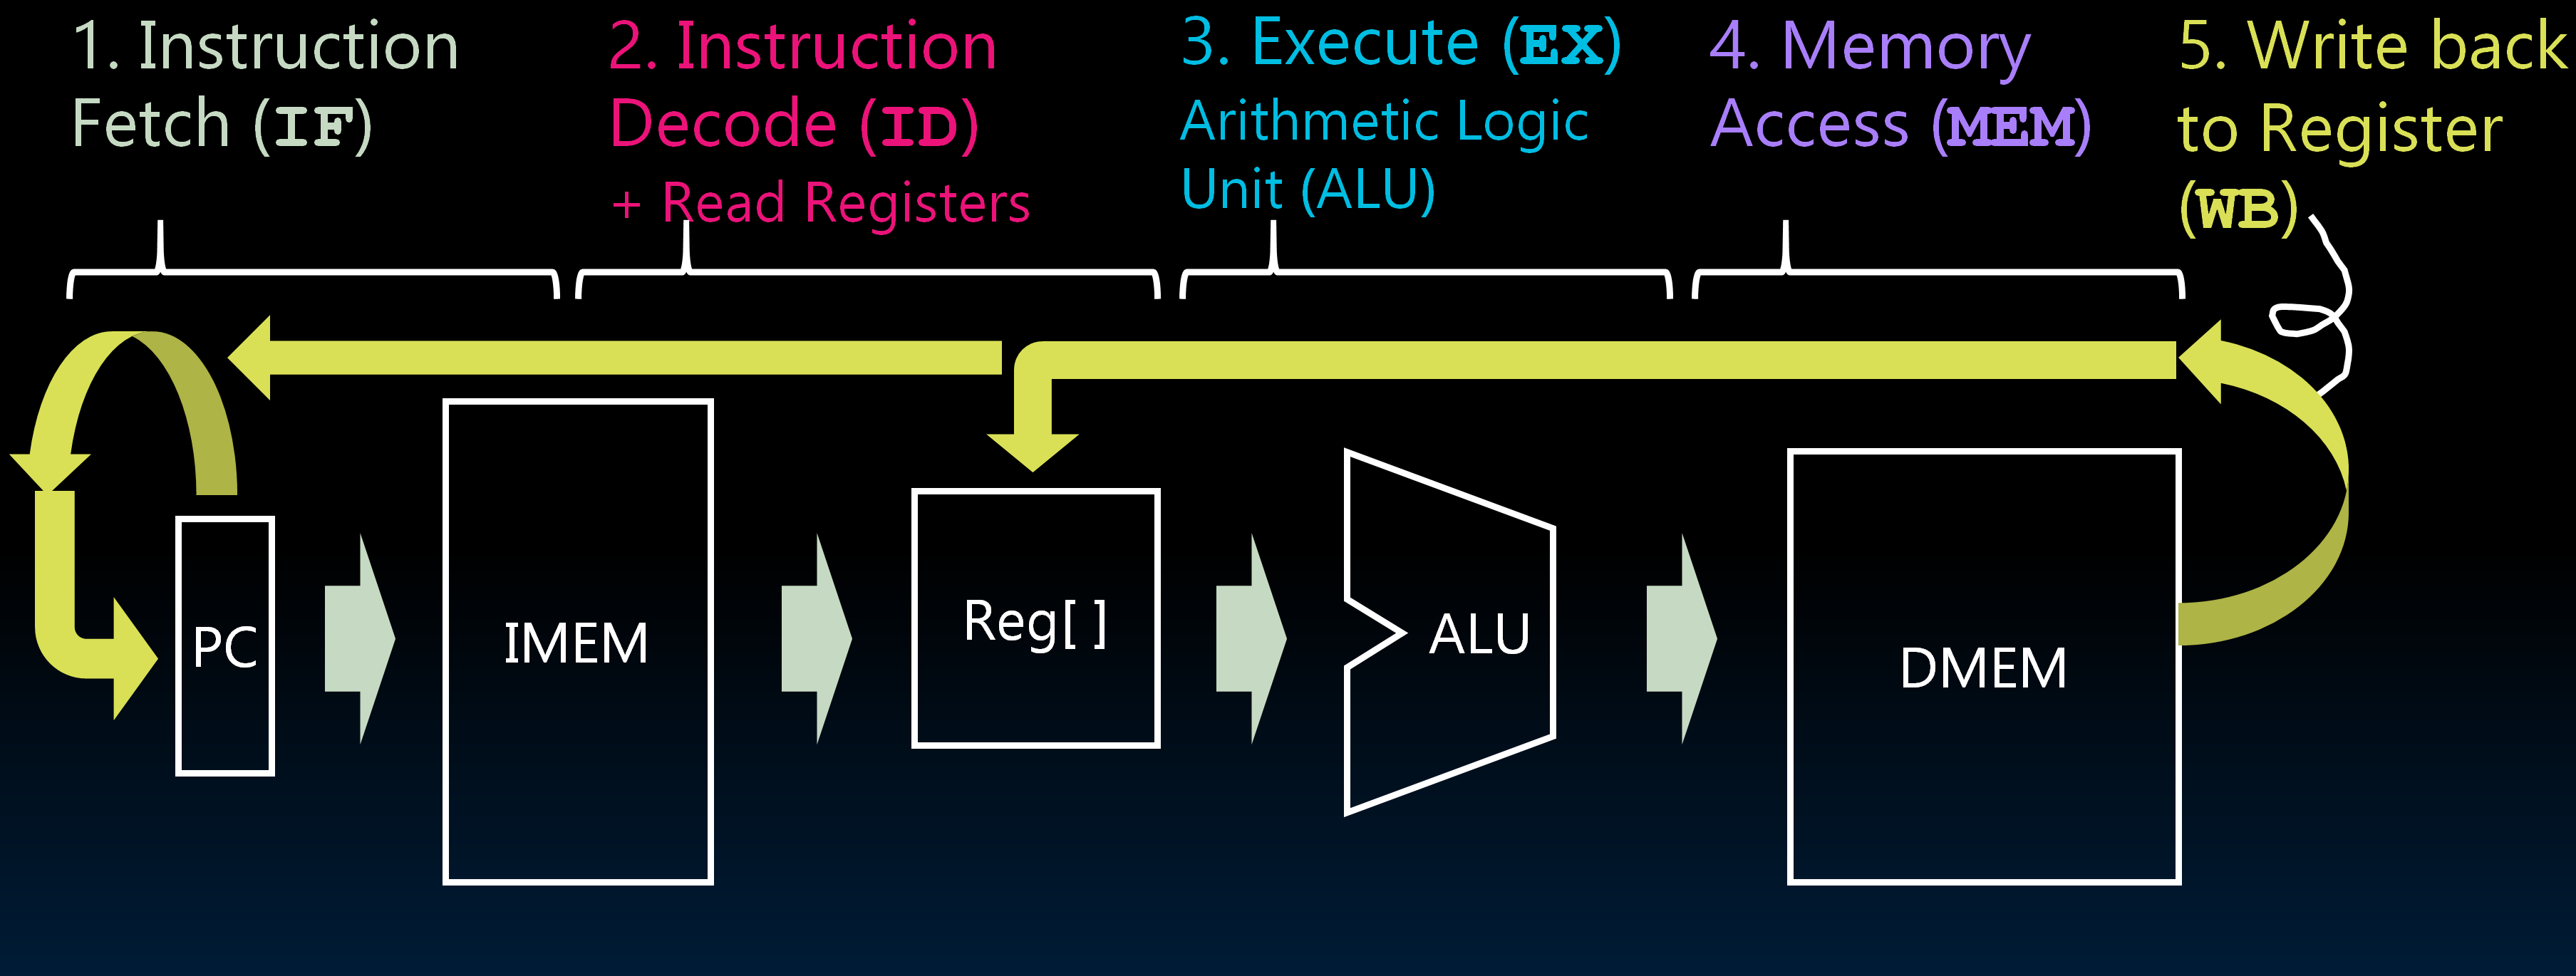 1. Instruction
Fetch (IF)
2. Instruction
Decode (ID)
+ Read Registers
3. Execute (EX)
Arithmetic Logic
Unit (ALU)
4. Memory
Access (MEM)
5. Write back
to Register
(WB)
PC
IMEM
Reg[ ]
ALU
DMEM